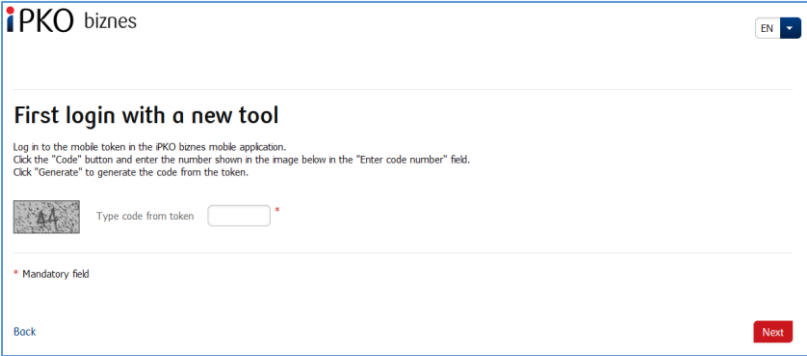 iPKO biznes
EN
First login with a new tool
Log in to the mobile token in the iPKO biznes mobile application.
Click the "Code" button and enter the number shown in the image below in the "Enter code number" field.
Click "Generate" to generate the code from the token.
44 Type code from token *
* Mandatory field
Back Next